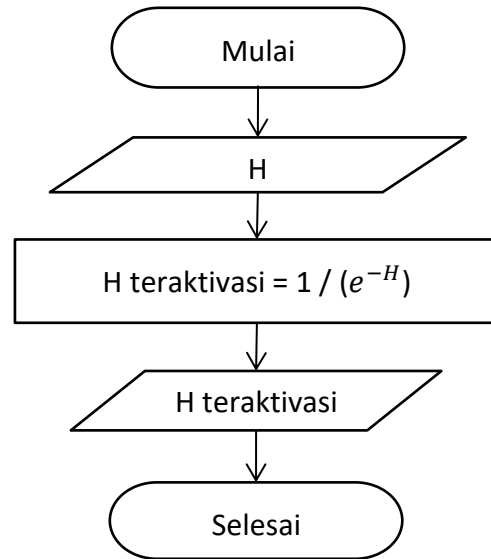 Mulai
H
H teraktivasi = 1 / (𝑒⁻ᴴ)
H teraktivasi
Selesai